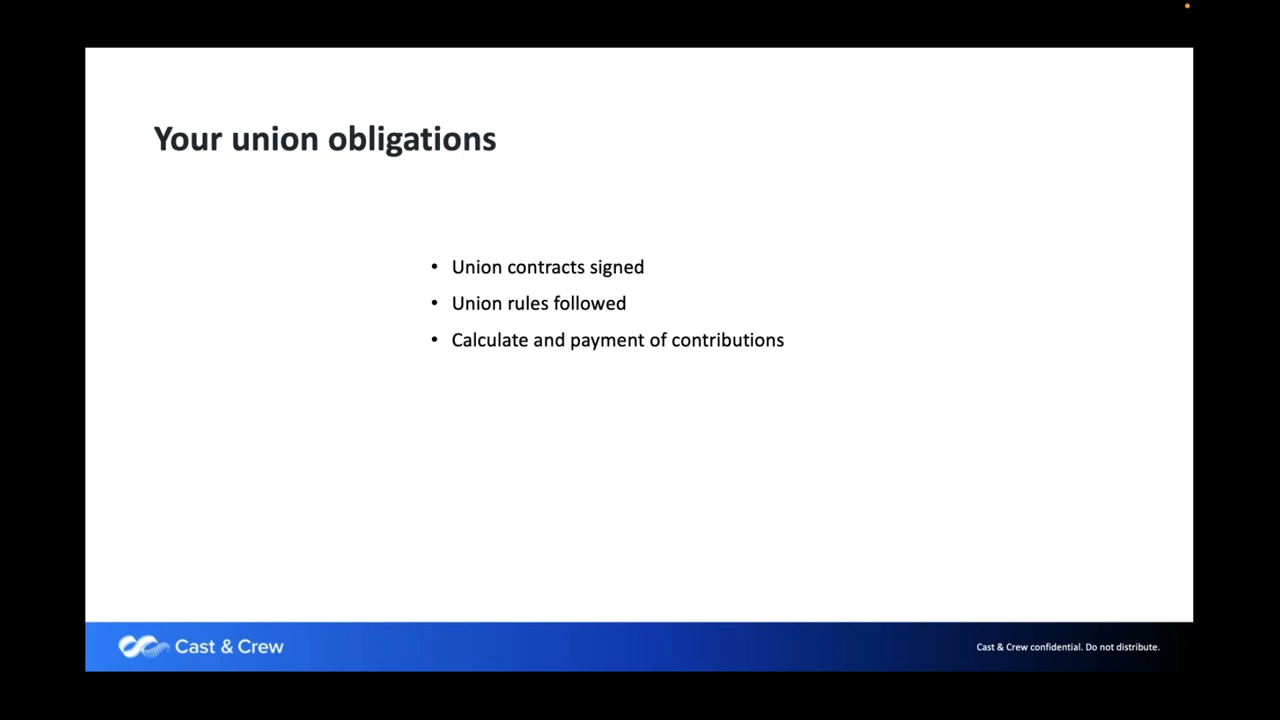 Your union obligations
• Union contracts signed
• Union rules followed
• Calculate and payment of contributions
Cast & Crew
Cast & Crew confidential. Do not distribute.